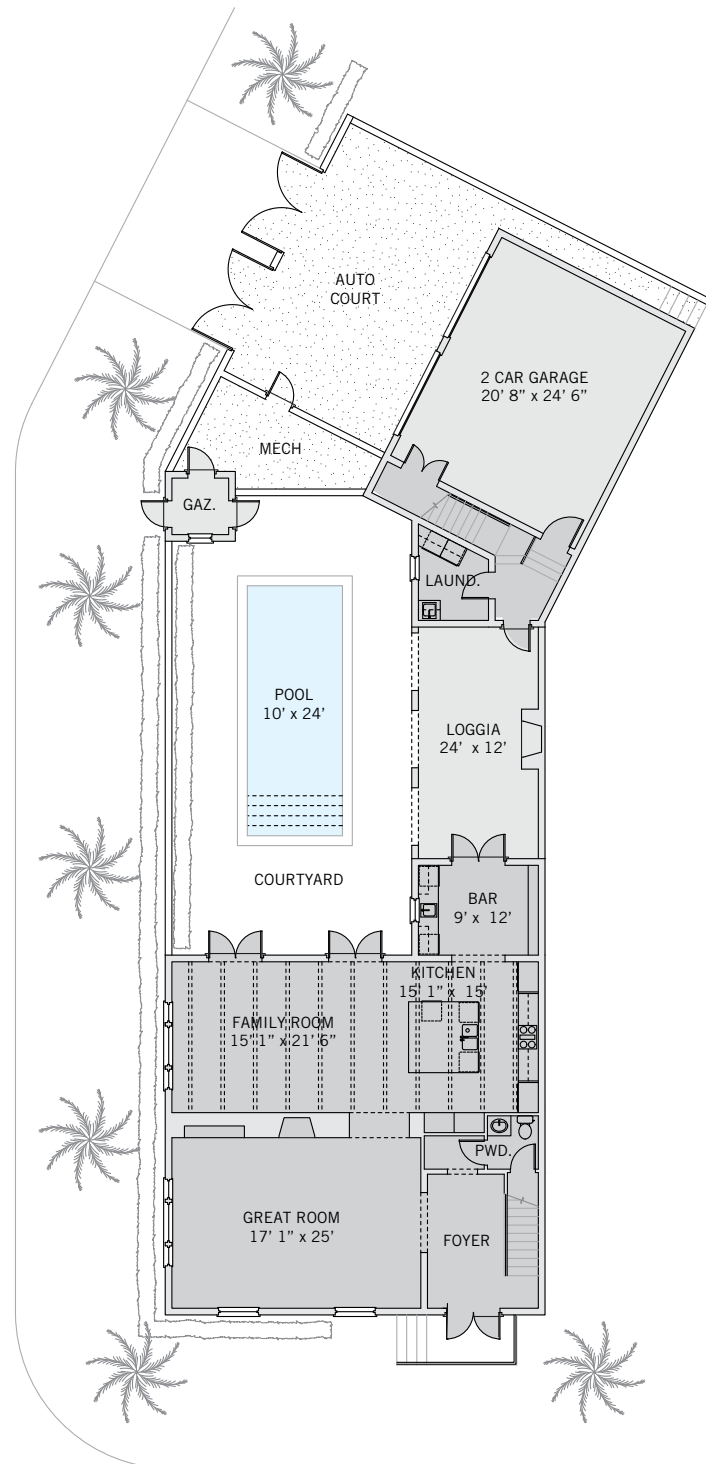 AUTO
COURT
2 CAR GARAGE
20' 8” x 24' 6”
MECH
GAZ.
LAUND.
POOL
10' x 24'
LOGGIA
24' x 12'
COURTYARD
BAR
9' x 12'
KITCHEN
15' 1” x 15'
FAMILY ROOM
15' 1” x 21' 6”
PWD.
GREAT ROOM
17' 1” x 25'
FOYER